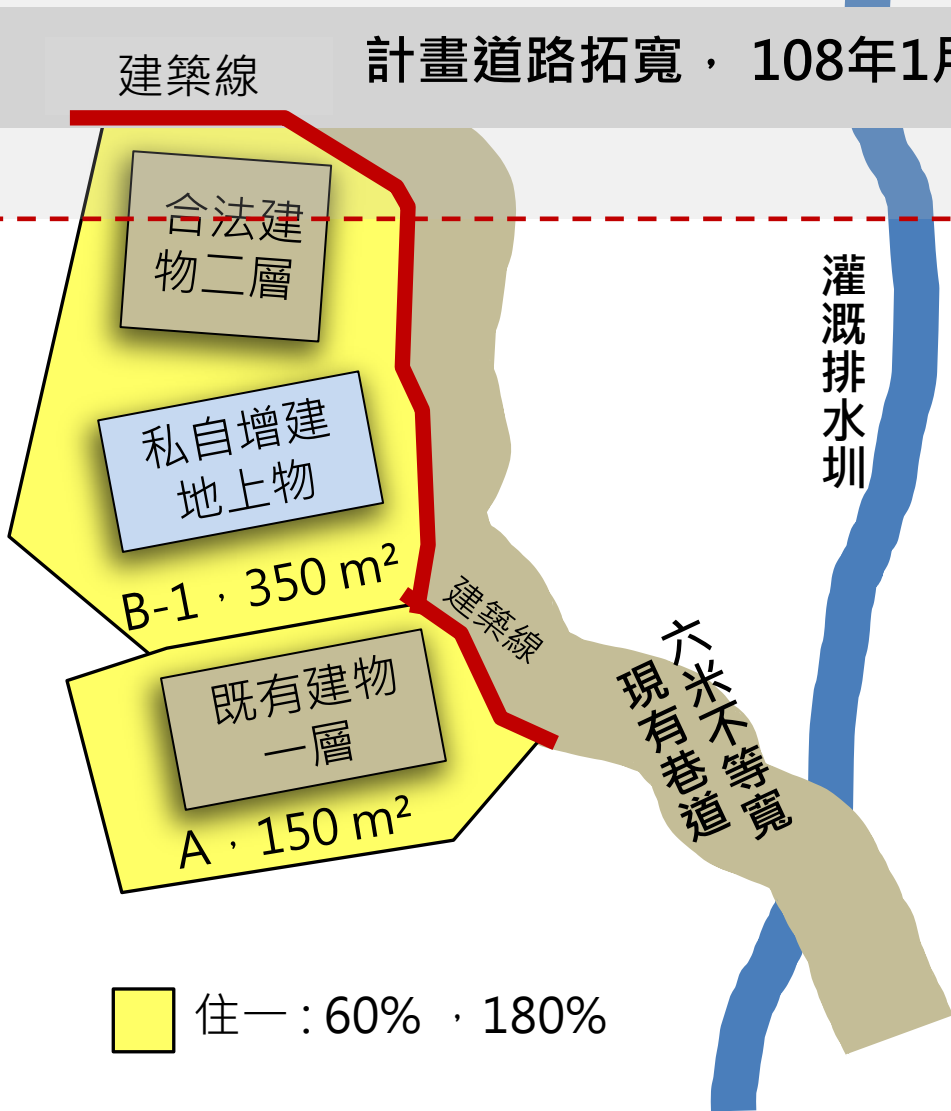 計畫道路拓寬， 108年1月
建築線
合法建
物二層
灌溉排水圳
私自增建
地上物
B-1，350 m²
建築線
六米不等寬
現有巷道
既有建物
一層
A，150 m²
住一 : 60% ，180%